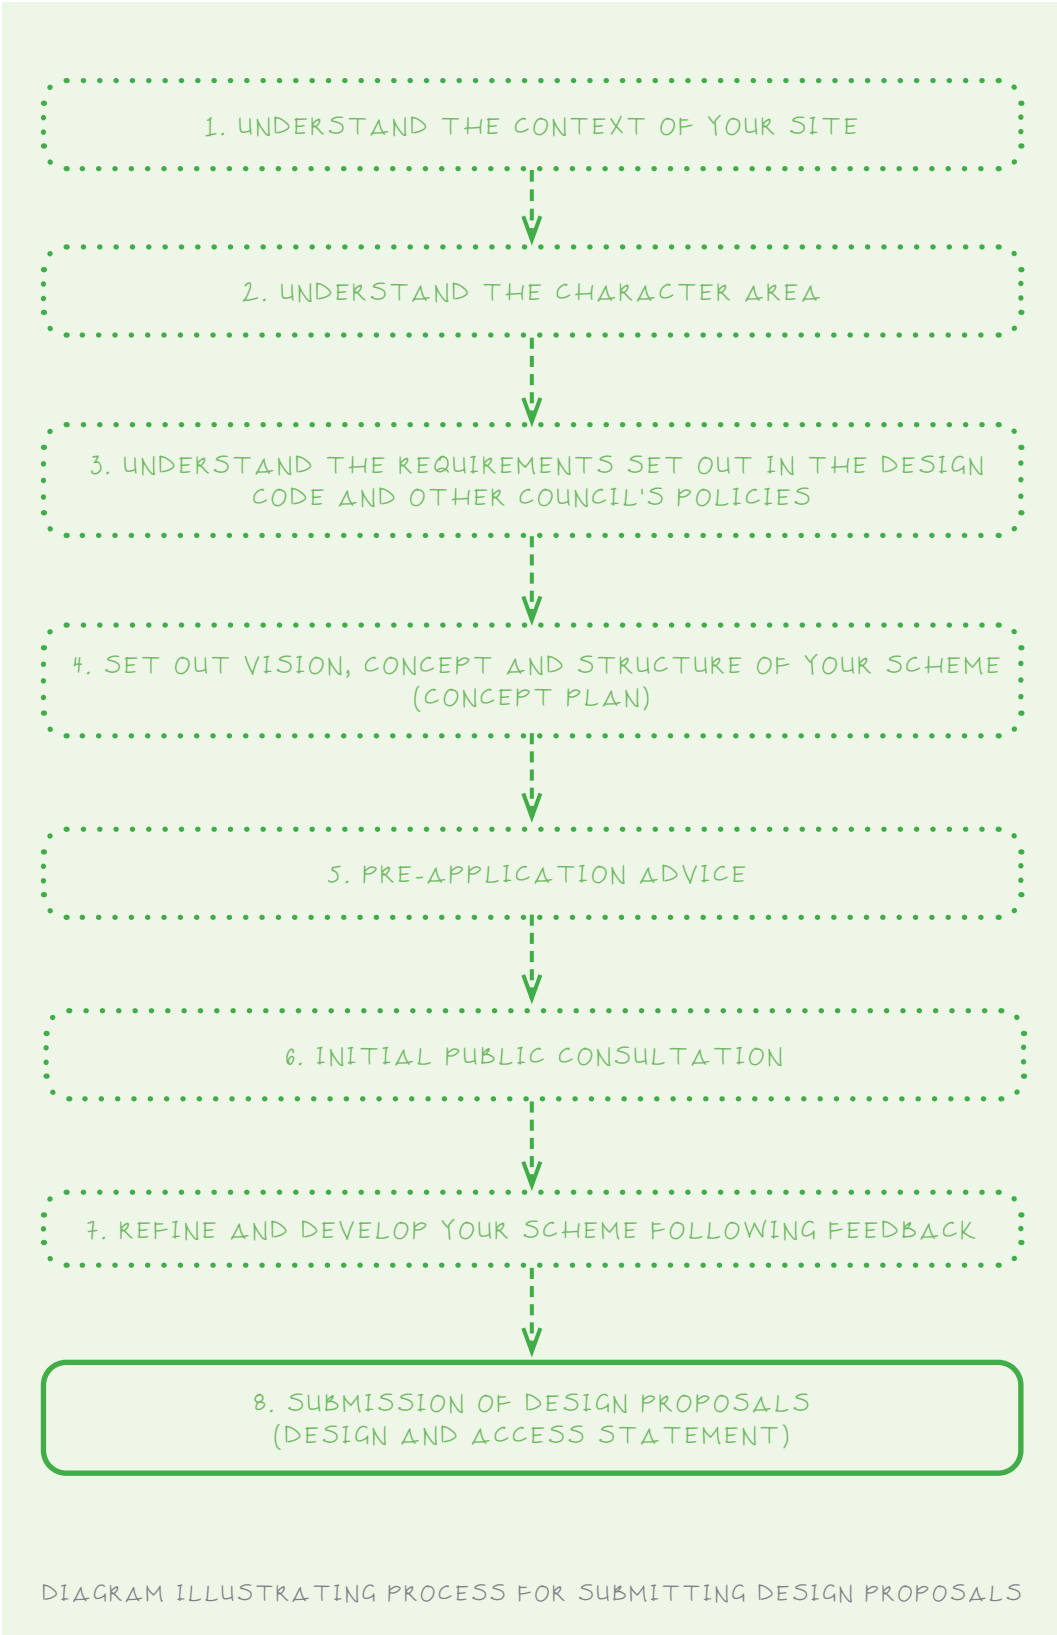 1. UNDERSTAND THE CONTEXT OF YOUR SITE
2. UNDERSTAND THE CHARACTER AREA
3. UNDERSTAND THE REQUIREMENTS SET OUT IN THE DESIGN
CODE AND OTHER COUNCIL'S POLICIES
4. SET OUT VISION, CONCEPT AND STRUCTURE OF YOUR SCHEME
(CONCEPT PLAN)
5. PRE-APPLICATION ADVICE
6. INITIAL PUBLIC CONSULTATION
7. REFINE AND DEVELOP YOUR SCHEME FOLLOWING FEEDBACK
8. SUBMISSION OF DESIGN PROPOSALS
(DESIGN AND ACCESS STATEMENT)
DIAGRAM ILLUSTRATING PROCESS FOR SUBMITTING DESIGN PROPOSALS